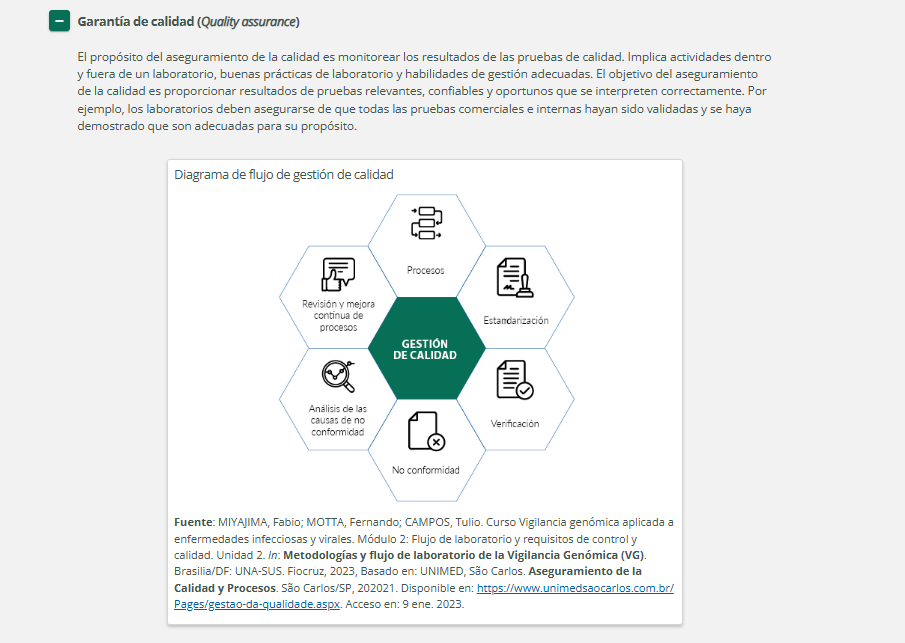 Garantía de calidad (Quality assurance)
El propósito del aseguramiento de la calidad es monitorear los resultados de las pruebas de calidad. Implica actividades dentro
y fuera de un laboratorio, buenas prácticas de laboratorio y habilidades de gestión adecuadas. El objetivo del aseguramiento
de la calidad es proporcionar resultados de pruebas relevantes, confiables y oportunos que se interpreten correctamente. Por
ejemplo, los laboratorios deben asegurarse de que todas las pruebas comerciales e internas hayan sido validadas y se haya
demostrado que son adecuadas para su propósito.
Diagrama de flujo de gestión de calidad
Procesos
Estandarización
Verificación
No conformidad
Análisis de las
causas de no
conformidad
Revisión y mejora
continua de
procesos
GESTIÓN
DE CALIDAD
Fuente: MIYAJIMA, Fabio; MOTTA, Fernando; CAMPOS, Tulio. Curso Vigilancia genómica aplicada a
enfermedades infecciosas y virales. Módulo 2: Flujo de laboratorio y requisitos de control y
calidad. Unidad 2. In: Metodologías y flujo de laboratorio de la Vigilancia Genómica (VG).
Brasilia/DF: UNA-SUS. Fiocruz, 2023, Basado en: UNIMED, São Carlos. Aseguramiento de la
Calidad y Procesos. São Carlos/SP, 202021. Disponible en: https://www.unimedsaocarlos.com.br/
Pages/gestao-da-qualidade.aspx. Acceso en: 9 ene. 2023.